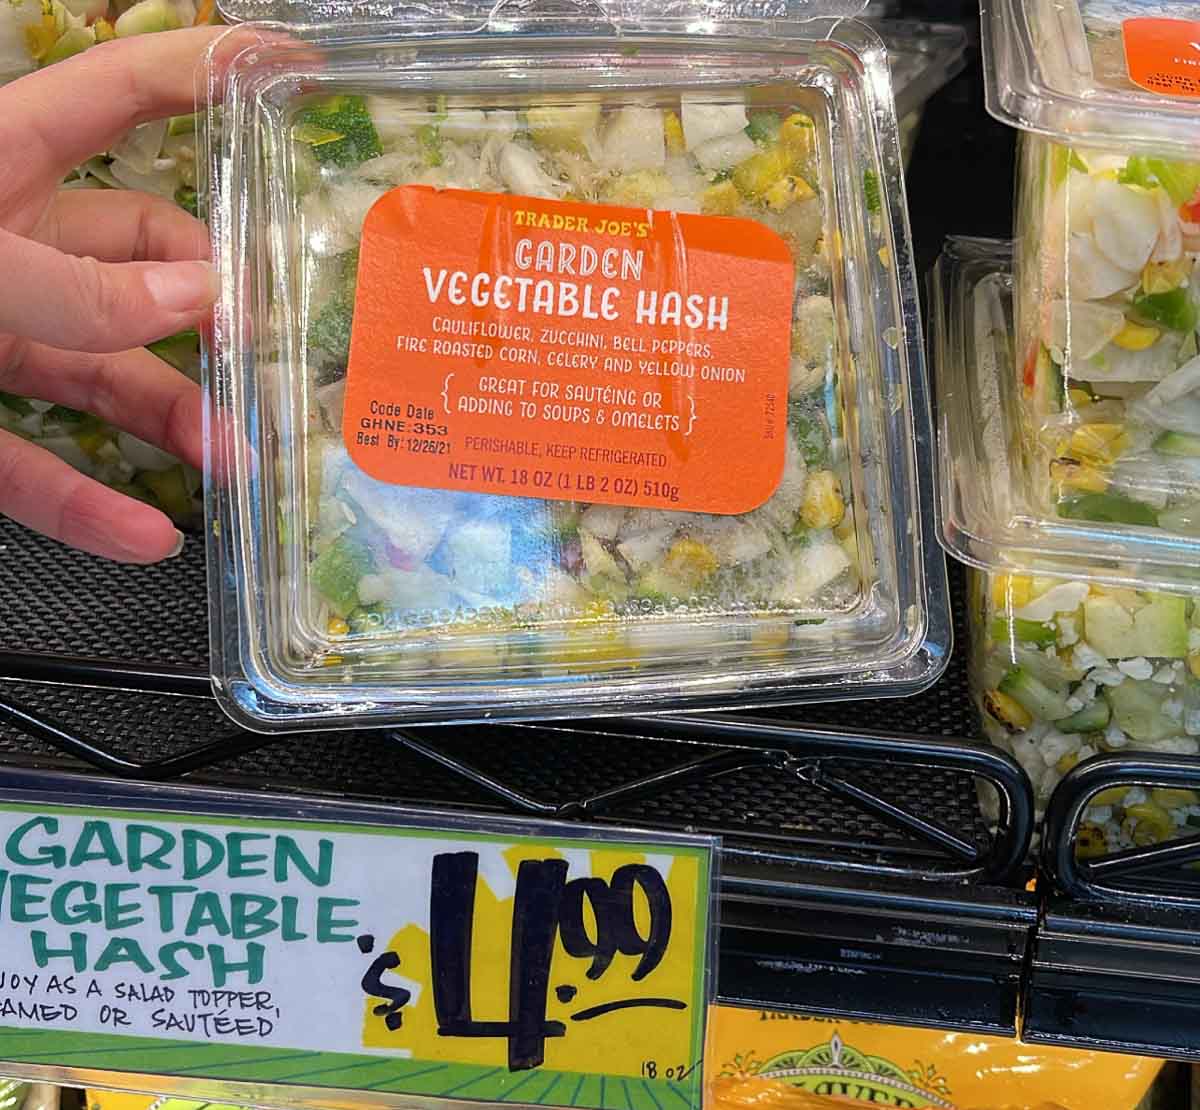 TRADER JOE'S
GARDEN
VEGETABLE HASH
CAULIFLOWER, ZUCCHINI, BELL PEPPERS,
FIRE ROASTED CORN, CELERY AND YELLOW ONION
{ GREAT FOR SAUTÉING OR
ADDING TO SOUPS & OMELETS }
Code Date
GHNE:353
Best By:12/26/21
PERISHABLE, KEEP REFRIGERATED
NET WT. 18 OZ (1 LB 2 OZ) 510g
GARDEN
VEGETABLE
HASH
JOY AS A SALAD TOPPER,
AMED OR SAUTÉED
$4.99
18 OZ